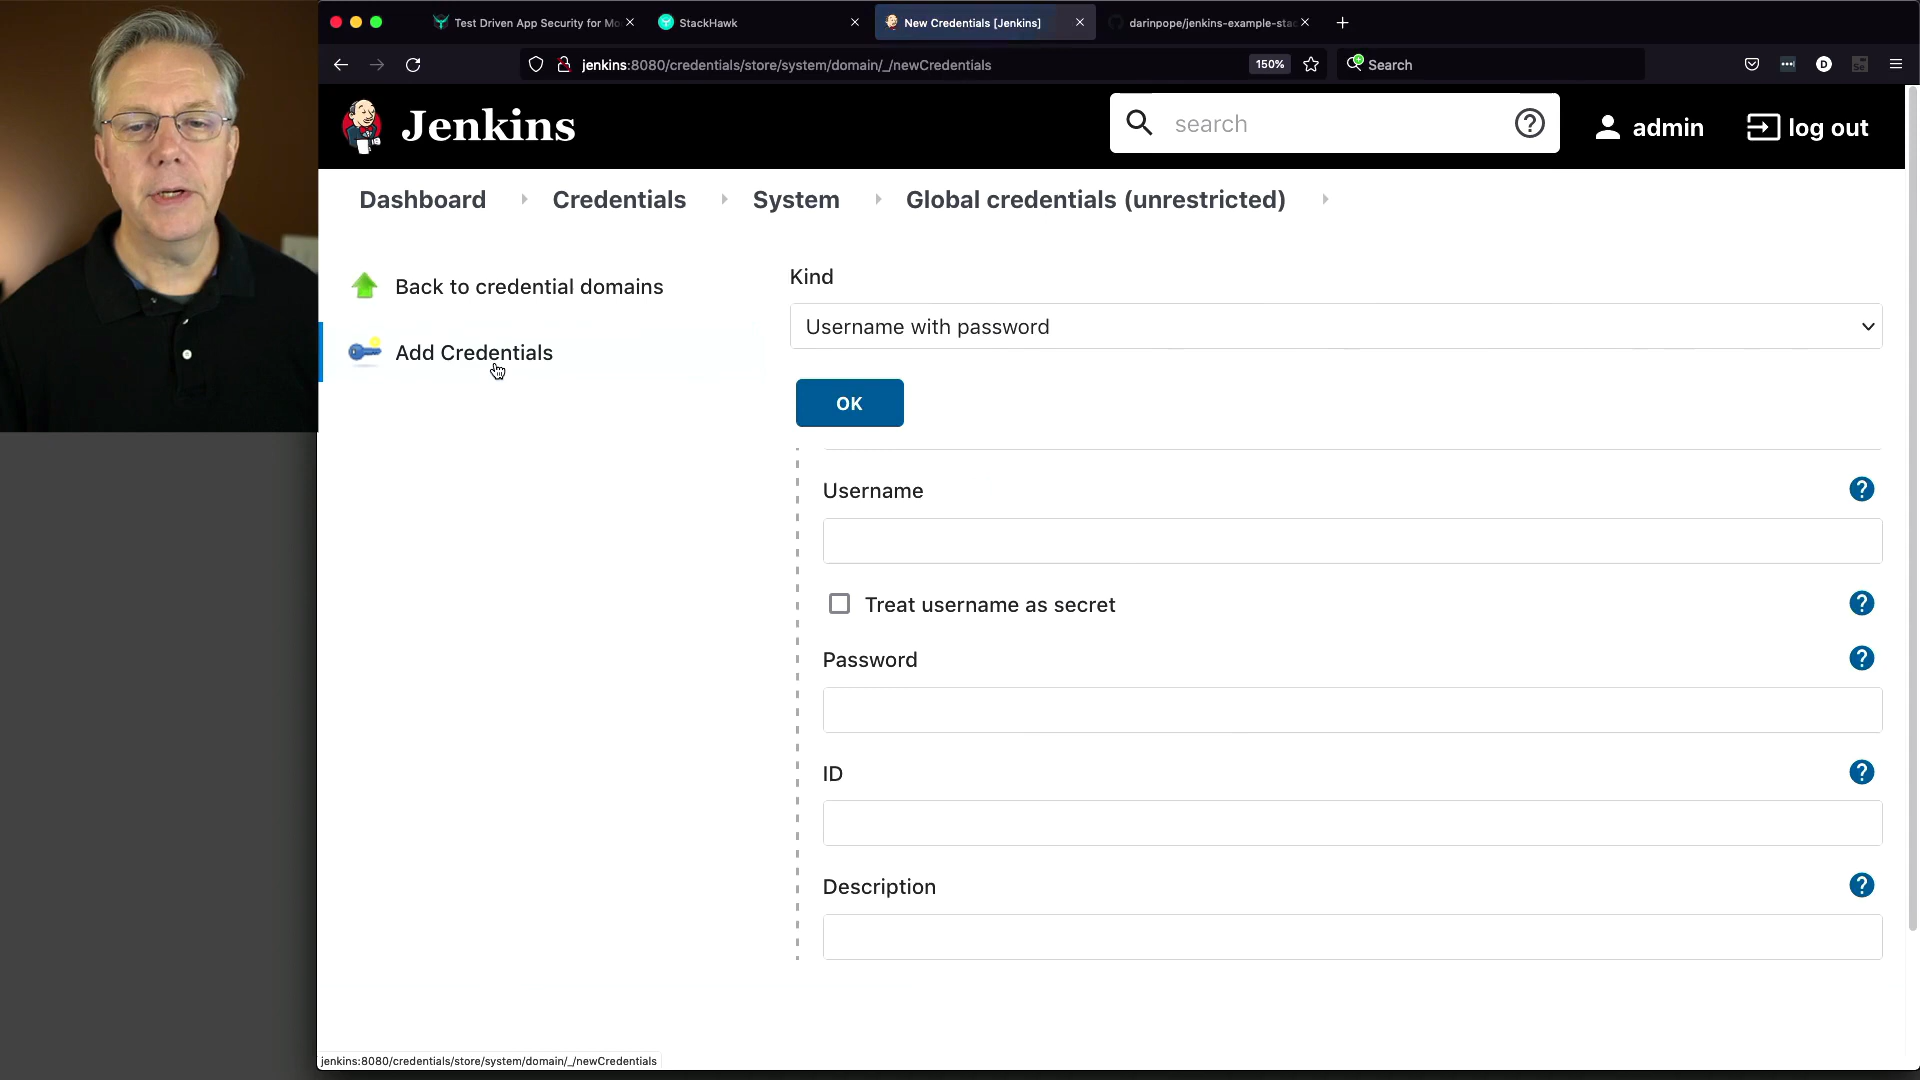 Test Driven App Security for Mo
StackHawk
New Credentials [Jenkins]
darinpope/jenkins-example-sta
jenkins:8080/credentials/store/system/domain/_/newCredentials
150%
Search
D
Jenkins
search
admin
log out
Dashboard
Credentials
System
Global credentials (unrestricted)
Back to credential domains
Add Credentials
Kind
Username with password
OK
Username
Treat username as secret
Password
ID
Description
jenkins:8080/credentials/store/system/domain/_/newCredentials